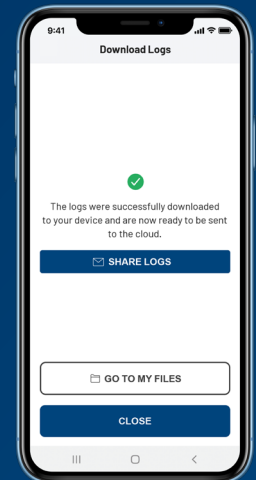 9:41
Download Logs
The logs were successfully downloaded
to your device and are now ready to be sent
to the cloud.
SHARE LOGS
GO TO MY FILES
CLOSE